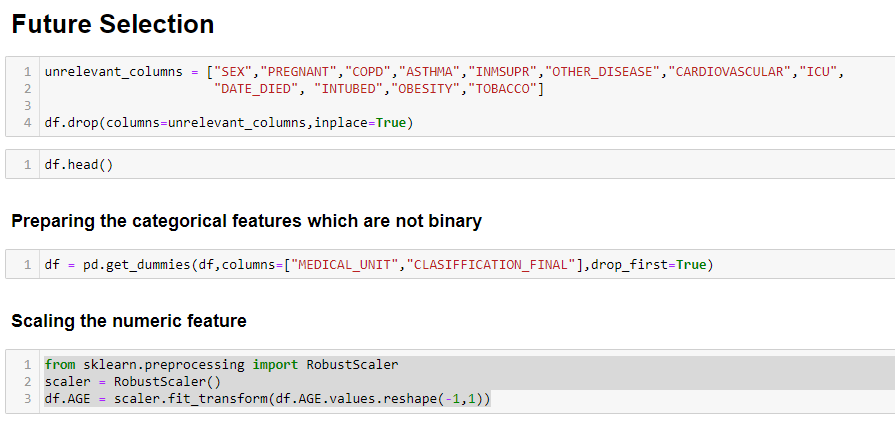 Future Selection
1 unrelevant_columns = ["SEX","PREGNANT","COPD","ASTHMA","INMSUPR","OTHER_DISEASE","CARDIOVASCULAR","ICU",
2 "DATE_DIED", "INTUBED","OBESITY","TOBACCO"]
3
4 df.drop(columns=unrelevant_columns,inplace=True)
1 df.head()
Preparing the categorical features which are not binary
1 df = pd.get_dummies(df,columns=["MEDICAL_UNIT","CLASIFFICATION_FINAL"],drop_first=True)
Scaling the numeric feature
1 from sklearn.preprocessing import RobustScaler
2 scaler = RobustScaler()
3 df.AGE = scaler.fit_transform(df.AGE.values.reshape(-1,1))